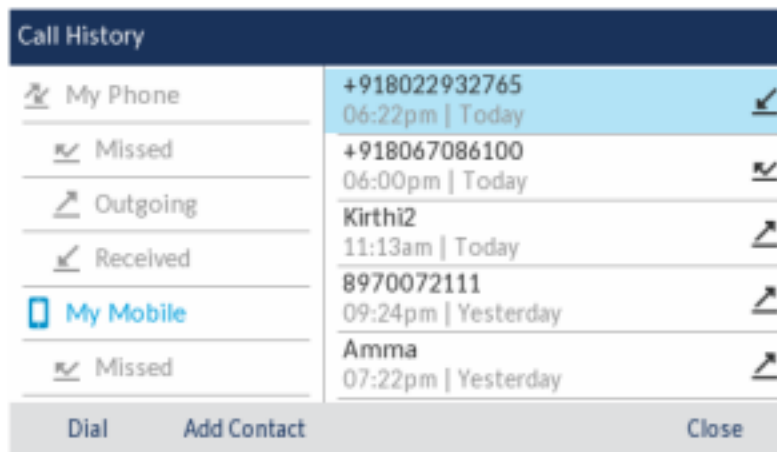 Call History
My Phone
Missed
Outgoing
Received
My Mobile
Missed
+918022932765
06:22pm | Today
+918067086100
06:00pm | Today
Kirthi2
11:13am | Today
8970072111
09:24pm | Yesterday
Amma
07:22pm | Yesterday
Dial Add Contact Close